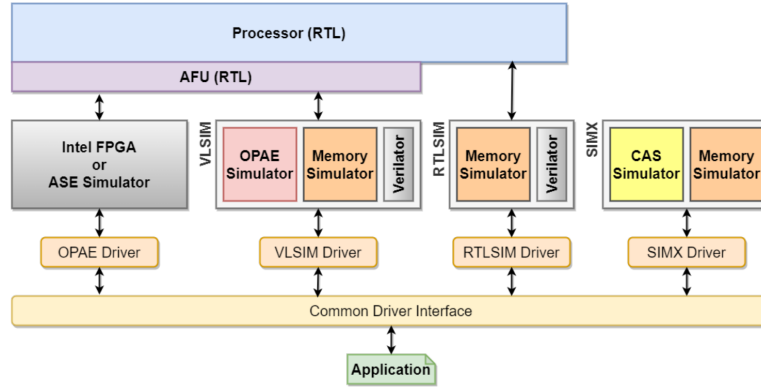 Processor (RTL)
AFU (RTL)
Intel FPGA
or
ASE Simulator
VLSIM
OPAE
Simulator
Memory
Simulator
Verilator
RTLSIM
Memory
Simulator
Verilator
SIMX
CAS
Simulator
Memory
Simulator
OPAE Driver
VLSIM Driver
RTLSIM Driver
SIMX Driver
Common Driver Interface
Application